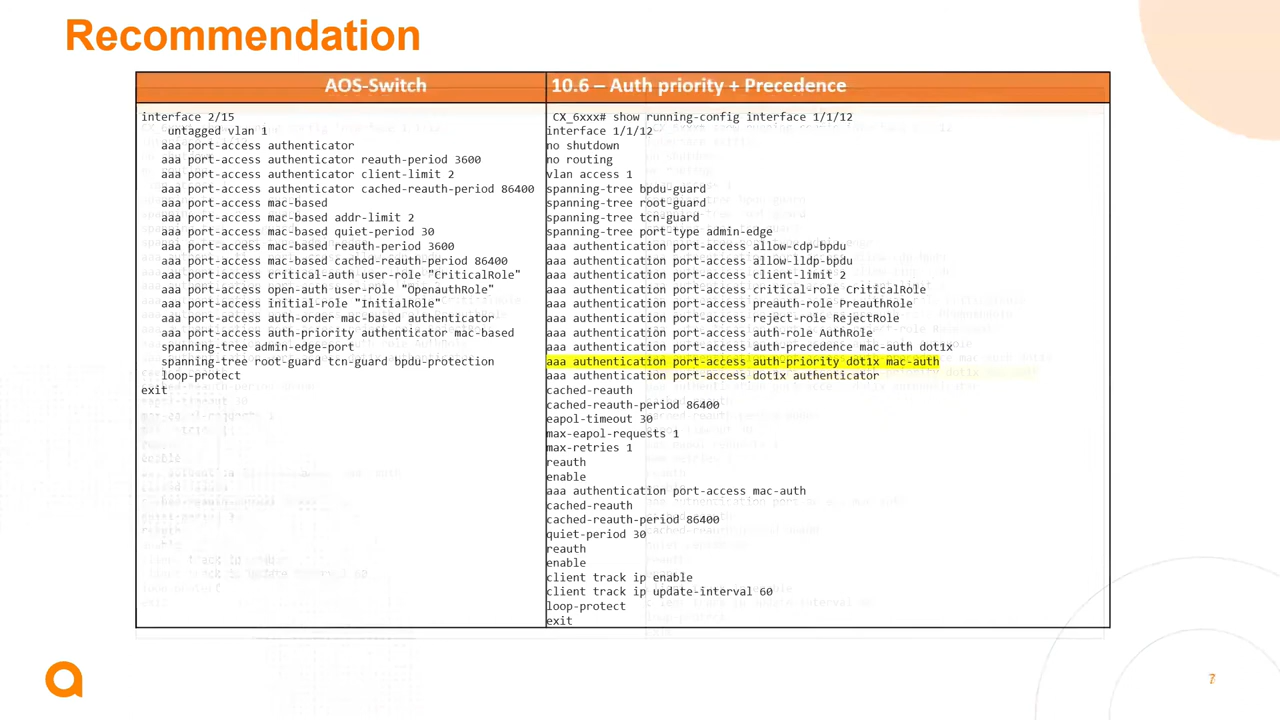 Recommendation
AOS-Switch
interface 2/15
untagged vlan 1
aaa port-access authenticator
aaa port-access authenticator reauth-period 3600
aaa port-access authenticator client-limit 2
aaa port-access authenticator cached-reauth-period 86400
aaa port-access mac-based
aaa port-access mac-based addr-limit 2
aaa port-access mac-based quiet-period 30
aaa port-access mac-based reauth-period 3600
aaa port-access mac-based cached-reauth-period 86400
aaa port-access critical-auth user-role "CriticalRole"
aaa port-access open-auth user-role "OpenauthRole"
aaa port-access initial-role "InitialRole"
aaa port-access auth-order mac-based authenticator
aaa port-access auth-priority authenticator mac-based
spanning-tree admin-edge-port
spanning-tree root-guard tcn-guard bpdu-protection
loop-protect
exit
10.6 – Auth priority + Precedence
CX_6xxx# show running-config interface 1/1/12
interface 1/1/12
no shutdown
no routing
vlan access 1
spanning-tree bpdu-guard
spanning-tree root-guard
spanning-tree tcn-guard
spanning-tree port-type admin-edge
aaa authentication port-access allow-cdp-bpdu
aaa authentication port-access allow-lldp-bpdu
aaa authentication port-access client-limit 2
aaa authentication port-access critical-role CriticalRole
aaa authentication port-access preauth-role PreauthRole
aaa authentication port-access reject-role RejectRole
aaa authentication port-access auth-role AuthRole
aaa authentication port-access auth-precedence mac-auth dot1x
aaa authentication port-access auth-priority dot1x mac-auth
aaa authentication port-access dot1x authenticator
cached-reauth
cached-reauth-period 86400
eapol-timeout 30
max-eapol-requests 1
max-retries 1
reauth
enable
aaa authentication port-access mac-auth
cached-reauth
cached-reauth-period 86400
quiet-period 30
reauth
enable
client track ip enable
client track ip update-interval 60
loop-protect
exit
7